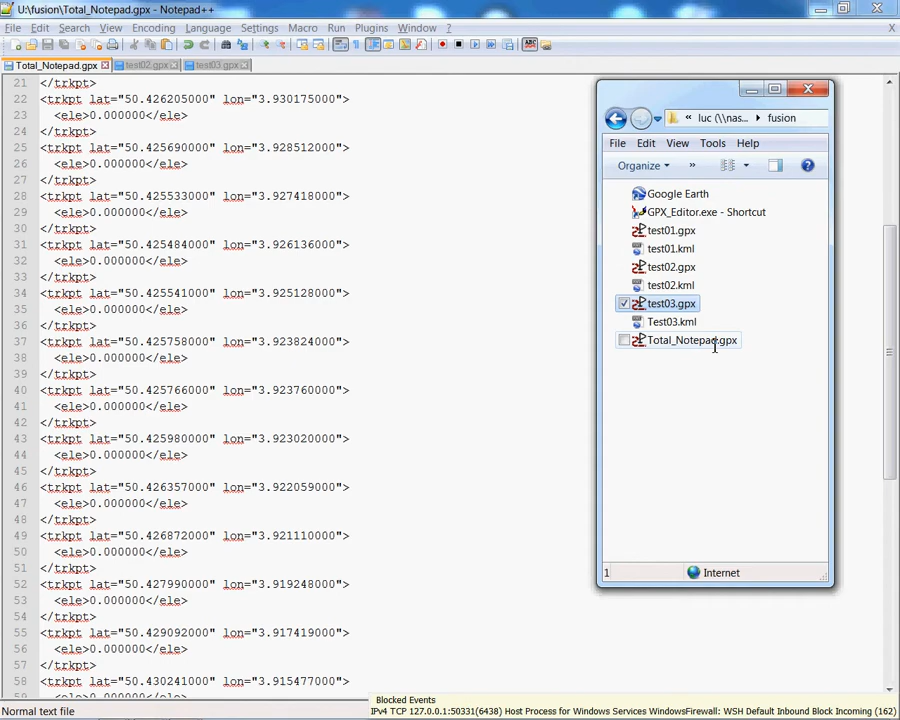 U:\fusion\Total_Notepad.gpx - Notepad++
File Edit Search View Encoding Language Settings Macro Run Plugins Window ? X
Total_Notepad.gpx test02.gpx test03.gpx
21 </trkpt>
22 <trkpt lat="50.426205000" lon="3.930175000">
23 <ele>0.000000</ele>
24 </trkpt>
25 <trkpt lat="50.425690000" lon="3.928512000">
26 <ele>0.000000</ele>
27 </trkpt>
28 <trkpt lat="50.425533000" lon="3.927418000">
29 <ele>0.000000</ele>
30 </trkpt>
31 <trkpt lat="50.425484000" lon="3.926136000">
32 <ele>0.000000</ele>
33 </trkpt>
34 <trkpt lat="50.425541000" lon="3.925128000">
35 <ele>0.000000</ele>
36 </trkpt>
37 <trkpt lat="50.425758000" lon="3.923824000">
38 <ele>0.000000</ele>
39 </trkpt>
40 <trkpt lat="50.425766000" lon="3.923760000">
41 <ele>0.000000</ele>
42 </trkpt>
43 <trkpt lat="50.425980000" lon="3.923020000">
44 <ele>0.000000</ele>
45 </trkpt>
46 <trkpt lat="50.426357000" lon="3.922059000">
47 <ele>0.000000</ele>
48 </trkpt>
49 <trkpt lat="50.426872000" lon="3.921110000">
50 <ele>0.000000</ele>
51 </trkpt>
52 <trkpt lat="50.427990000" lon="3.919248000">
53 <ele>0.000000</ele>
54 </trkpt>
55 <trkpt lat="50.429092000" lon="3.917419000">
56 <ele>0.000000</ele>
57 </trkpt>
58 <trkpt lat="50.430241000" lon="3.915477000">
59 <ele>0.000000</ele>
Normal text file
« luc (\\nas... fusion
File Edit View Tools Help
Organize »
Google Earth
GPX_Editor.exe - Shortcut
test01.gpx
test01.kml
test02.gpx
test02.kml
test03.gpx
Test03.kml
Total_Notepad.gpx
1 Internet
Blocked Events
IPv4 TCP 127.0.0.1:50331(6438) Host Process for Windows Services WindowsFirewall: WSH Default Inbound Block Incoming (162)